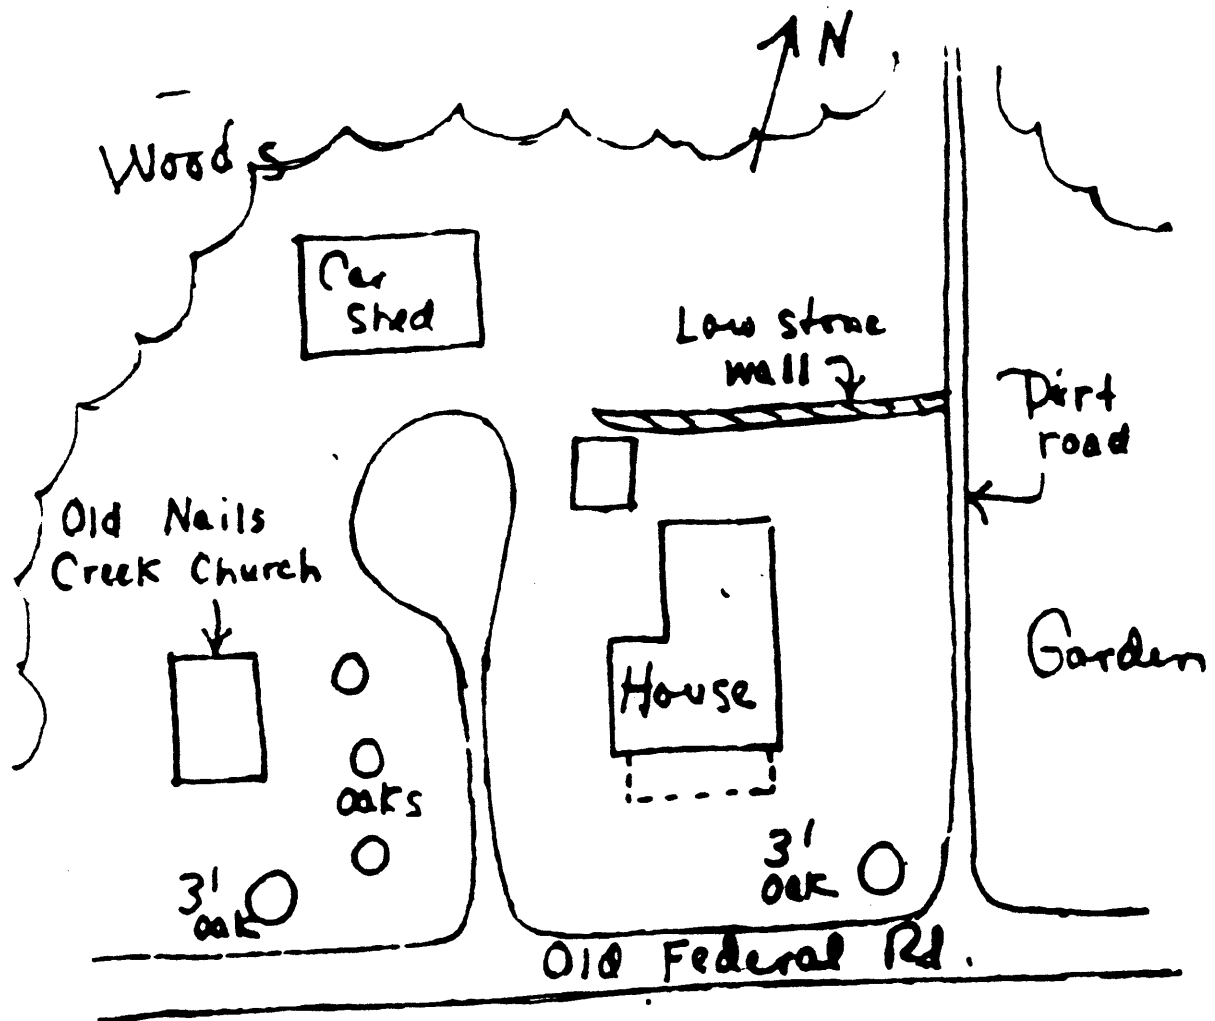 N
Woods
Car
shed
Low stone
wall
Dirt
road
Old Nails
Creek Church
Garden
House
oaks
3'
oak
3'
oak
Old Federal Rd.